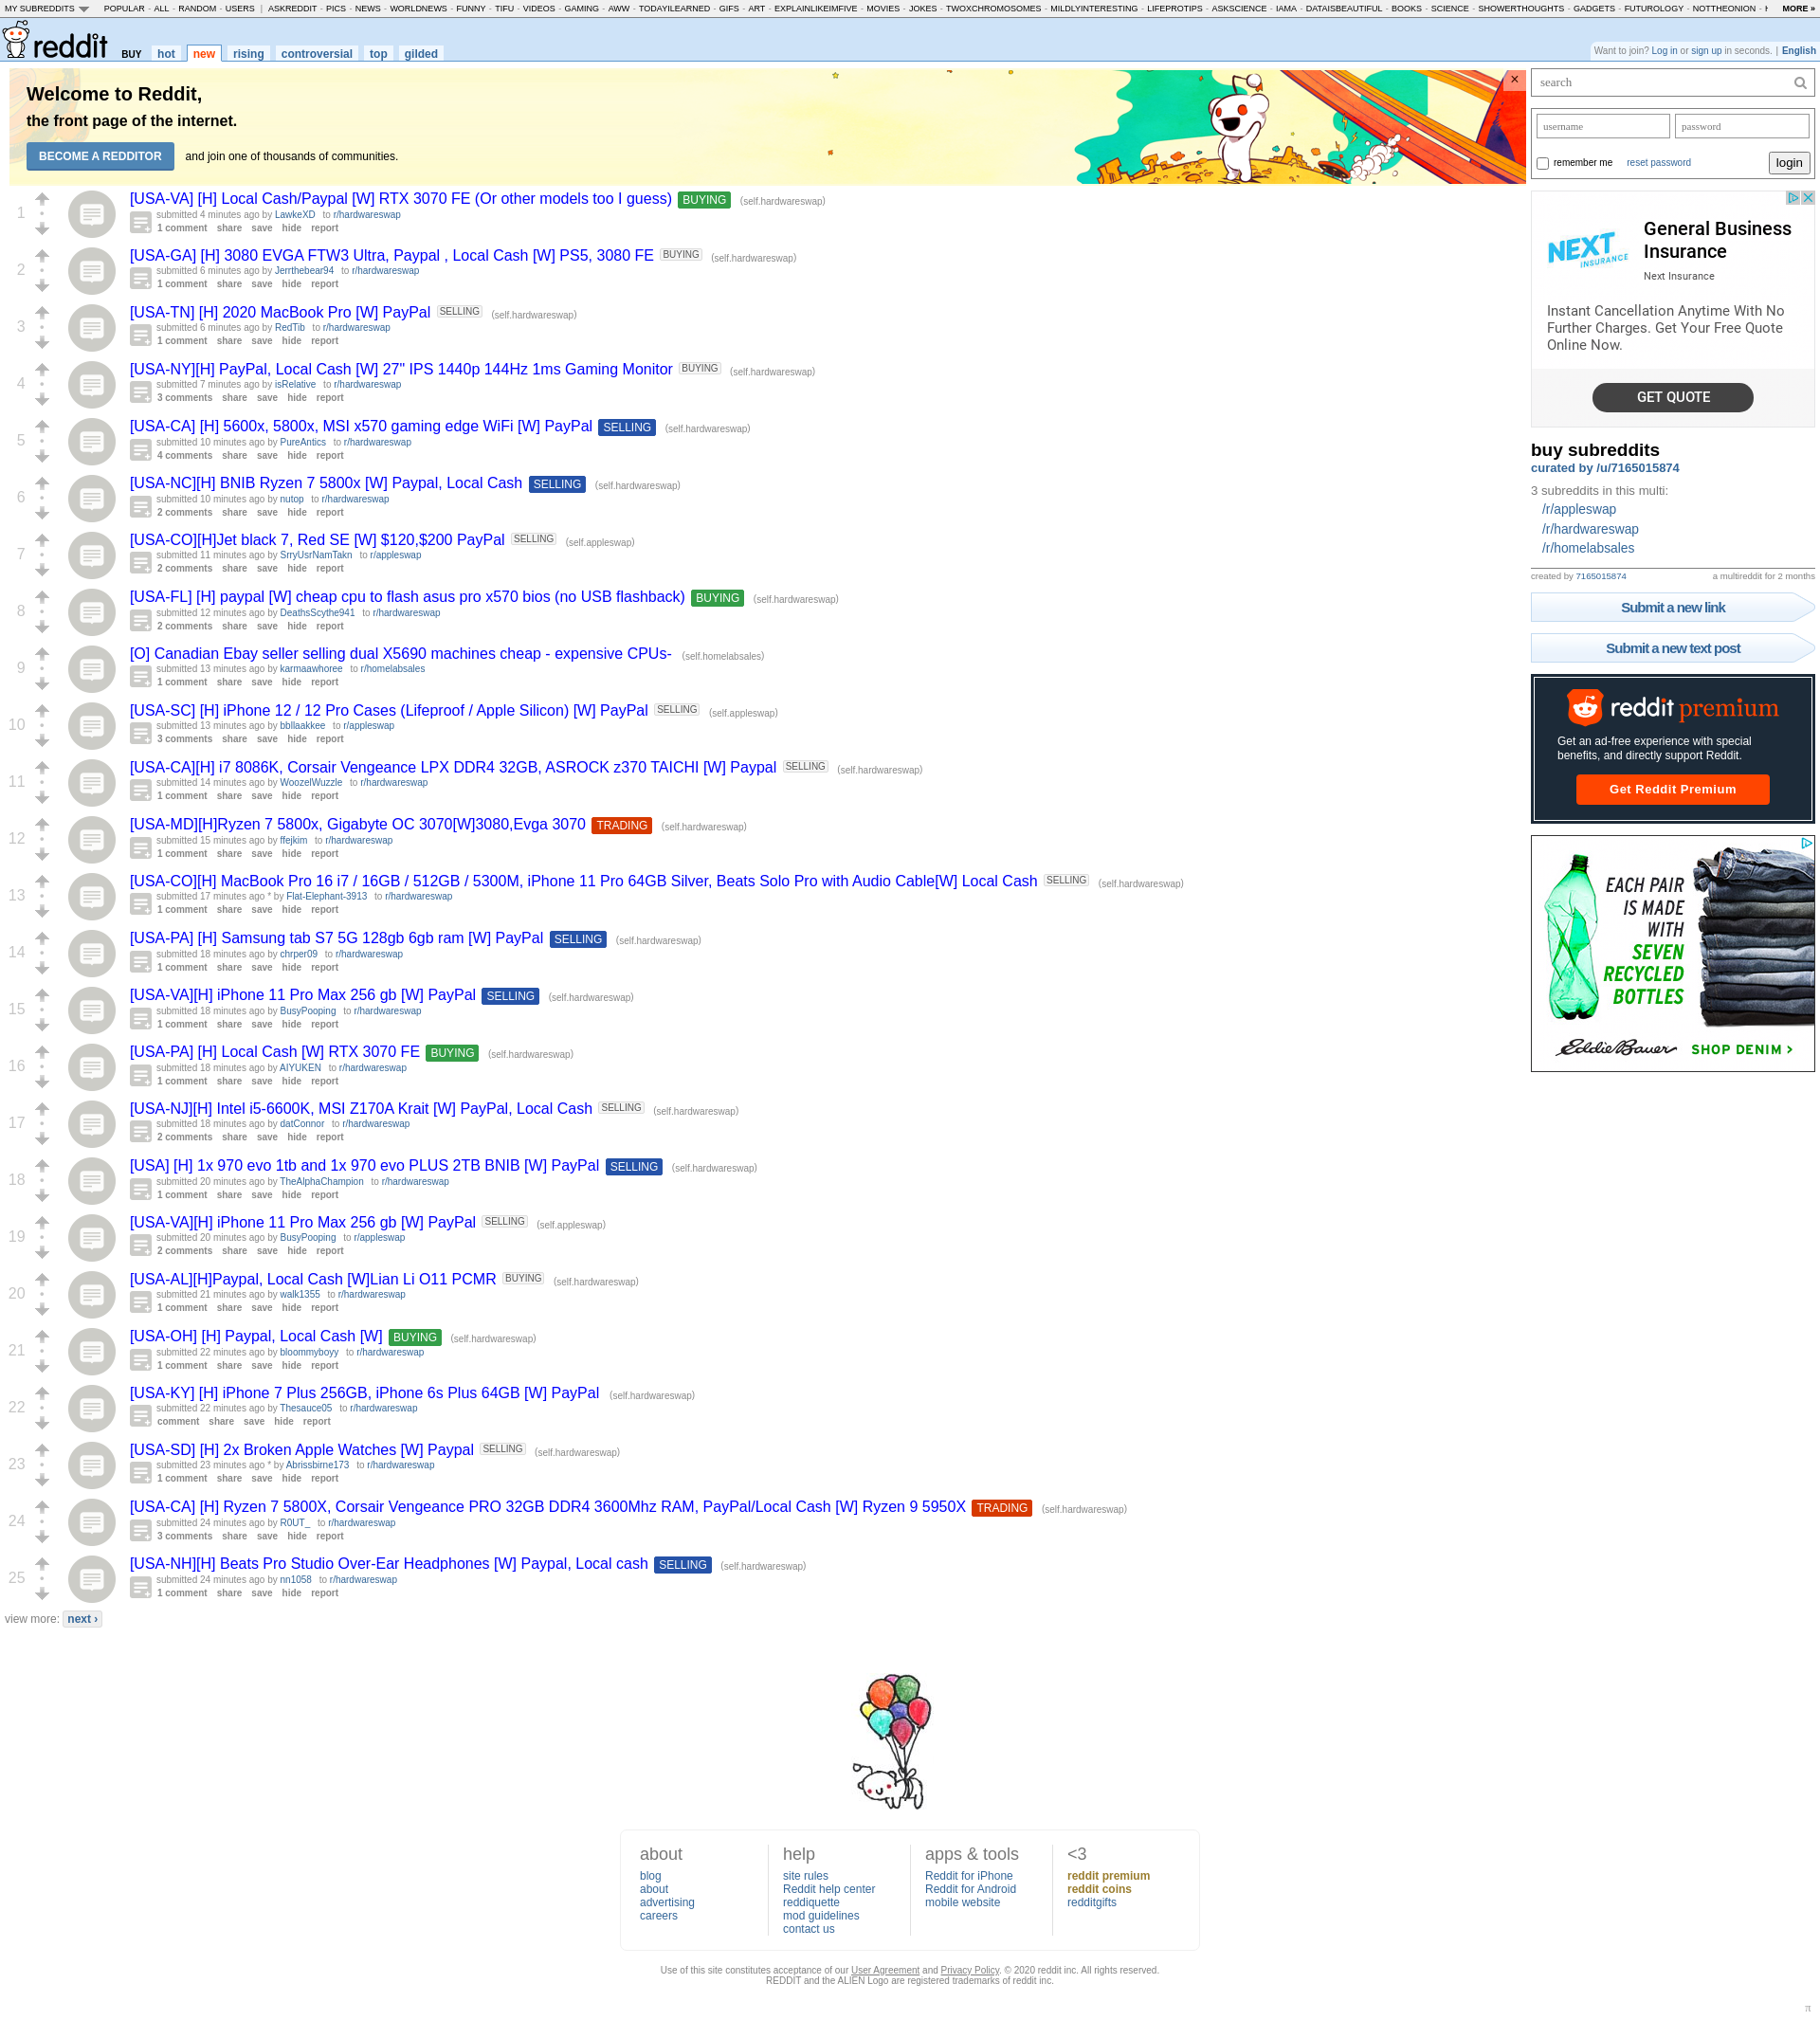 MY SUBREDDITS POPULAR - ALL - RANDOM - USERS | ASKREDDIT - PICS - NEWS - WORLDNEWS - FUNNY - TIFU - VIDEOS - GAMING - AWW - TODAYILEARNED - GIFS - ART - EXPLAINLIKEIMFIVE - MOVIES - JOKES - TWOXCHROMOSOMES - MILDLYINTERESTING - LIFEPROTIPS - ASKSCIENCE - IAMA - DATAISBEAUTIFUL - BOOKS - SCIENCE - SHOWERTHOUGHTS - GADGETS - FUTUROLOGY - NOTTHEONION - MORE »
reddit BUY hot new rising controversial top gilded
Want to join? Log in or sign up in seconds. | English
Welcome to Reddit,
the front page of the internet.
BECOME A REDDITOR and join one of thousands of communities.
×
1
[USA-VA] [H] Local Cash/Paypal [W] RTX 3070 FE (Or other models too I guess) BUYING (self.hardwareswap)
submitted 4 minutes ago by LawkeXD to r/hardwareswap
1 comment share save hide report
2
[USA-GA] [H] 3080 EVGA FTW3 Ultra, Paypal , Local Cash [W] PS5, 3080 FE BUYING (self.hardwareswap)
submitted 6 minutes ago by Jerrthebear94 to r/hardwareswap
1 comment share save hide report
3
[USA-TN] [H] 2020 MacBook Pro [W] PayPal SELLING (self.hardwareswap)
submitted 6 minutes ago by RedTib to r/hardwareswap
1 comment share save hide report
4
[USA-NY][H] PayPal, Local Cash [W] 27" IPS 1440p 144Hz 1ms Gaming Monitor BUYING (self.hardwareswap)
submitted 7 minutes ago by isRelative to r/hardwareswap
3 comments share save hide report
5
[USA-CA] [H] 5600x, 5800x, MSI x570 gaming edge WiFi [W] PayPal SELLING (self.hardwareswap)
submitted 10 minutes ago by PureAntics to r/hardwareswap
4 comments share save hide report
6
[USA-NC][H] BNIB Ryzen 7 5800x [W] Paypal, Local Cash SELLING (self.hardwareswap)
submitted 10 minutes ago by nutop to r/hardwareswap
2 comments share save hide report
7
[USA-CO][H]Jet black 7, Red SE [W] $120,$200 PayPal SELLING (self.appleswap)
submitted 11 minutes ago by SrryUsrNamTakn to r/appleswap
2 comments share save hide report
8
[USA-FL] [H] paypal [W] cheap cpu to flash asus pro x570 bios (no USB flashback) BUYING (self.hardwareswap)
submitted 12 minutes ago by DeathsScythe941 to r/hardwareswap
2 comments share save hide report
9
[O] Canadian Ebay seller selling dual X5690 machines cheap - expensive CPUs- (self.homelabsales)
submitted 13 minutes ago by karmaawhoree to r/homelabsales
1 comment share save hide report
10
[USA-SC] [H] iPhone 12 / 12 Pro Cases (Lifeproof / Apple Silicon) [W] PayPal SELLING (self.appleswap)
submitted 13 minutes ago by bbllaakkee to r/appleswap
3 comments share save hide report
11
[USA-CA][H] i7 8086K, Corsair Vengeance LPX DDR4 32GB, ASROCK z370 TAICHI [W] Paypal SELLING (self.hardwareswap)
submitted 14 minutes ago by WoozelWuzzle to r/hardwareswap
1 comment share save hide report
12
[USA-MD][H]Ryzen 7 5800x, Gigabyte OC 3070[W]3080,Evga 3070 TRADING (self.hardwareswap)
submitted 15 minutes ago by ffejkim to r/hardwareswap
1 comment share save hide report
13
[USA-CO][H] MacBook Pro 16 i7 / 16GB / 512GB / 5300M, iPhone 11 Pro 64GB Silver, Beats Solo Pro with Audio Cable[W] Local Cash SELLING (self.hardwareswap)
submitted 17 minutes ago * by Flat-Elephant-3913 to r/hardwareswap
1 comment share save hide report
14
[USA-PA] [H] Samsung tab S7 5G 128gb 6gb ram [W] PayPal SELLING (self.hardwareswap)
submitted 18 minutes ago by chrper09 to r/hardwareswap
1 comment share save hide report
15
[USA-VA][H] iPhone 11 Pro Max 256 gb [W] PayPal SELLING (self.hardwareswap)
submitted 18 minutes ago by BusyPooping to r/hardwareswap
1 comment share save hide report
16
[USA-PA] [H] Local Cash [W] RTX 3070 FE BUYING (self.hardwareswap)
submitted 18 minutes ago by AIYUKEN to r/hardwareswap
1 comment share save hide report
17
[USA-NJ][H] Intel i5-6600K, MSI Z170A Krait [W] PayPal, Local Cash SELLING (self.hardwareswap)
submitted 18 minutes ago by datConnor to r/hardwareswap
2 comments share save hide report
18
[USA] [H] 1x 970 evo 1tb and 1x 970 evo PLUS 2TB BNIB [W] PayPal SELLING (self.hardwareswap)
submitted 20 minutes ago by TheAlphaChampion to r/hardwareswap
1 comment share save hide report
19
[USA-VA][H] iPhone 11 Pro Max 256 gb [W] PayPal SELLING (self.appleswap)
submitted 20 minutes ago by BusyPooping to r/appleswap
2 comments share save hide report
20
[USA-AL][H]Paypal, Local Cash [W]Lian Li O11 PCMR BUYING (self.hardwareswap)
submitted 21 minutes ago by walk1355 to r/hardwareswap
1 comment share save hide report
21
[USA-OH] [H] Paypal, Local Cash [W] BUYING (self.hardwareswap)
submitted 22 minutes ago by bloommyboyy to r/hardwareswap
1 comment share save hide report
22
[USA-KY] [H] iPhone 7 Plus 256GB, iPhone 6s Plus 64GB [W] PayPal (self.hardwareswap)
submitted 22 minutes ago by Thesauce05 to r/hardwareswap
comment share save hide report
23
[USA-SD] [H] 2x Broken Apple Watches [W] Paypal SELLING (self.hardwareswap)
submitted 23 minutes ago * by Abrissbirne173 to r/hardwareswap
1 comment share save hide report
24
[USA-CA] [H] Ryzen 7 5800X, Corsair Vengeance PRO 32GB DDR4 3600Mhz RAM, PayPal/Local Cash [W] Ryzen 9 5950X TRADING (self.hardwareswap)
submitted 24 minutes ago by R0UT_ to r/hardwareswap
3 comments share save hide report
25
[USA-NH][H] Beats Pro Studio Over-Ear Headphones [W] Paypal, Local cash SELLING (self.hardwareswap)
submitted 24 minutes ago by nn1058 to r/hardwareswap
1 comment share save hide report
view more: next ›
search
username password
remember me reset password login
NEXT INSURANCE
General Business
Insurance
Next Insurance
Instant Cancellation Anytime With No
Further Charges. Get Your Free Quote
Online Now.
GET QUOTE
buy subreddits
curated by /u/7165015874
3 subreddits in this multi:
/r/appleswap
/r/hardwareswap
/r/homelabsales
created by 7165015874 a multireddit for 2 months
Submit a new link
Submit a new text post
reddit premium
Get an ad-free experience with special
benefits, and directly support Reddit.
Get Reddit Premium
EACH PAIR
IS MADE
WITH
SEVEN
RECYCLED
BOTTLES
Eddie Bauer SHOP DENIM >
about
blog
about
advertising
careers
help
site rules
Reddit help center
reddiquette
mod guidelines
contact us
apps & tools
Reddit for iPhone
Reddit for Android
mobile website
<3
reddit premium
reddit coins
redditgifts
Use of this site constitutes acceptance of our User Agreement and Privacy Policy. © 2020 reddit inc. All rights reserved.
REDDIT and the ALIEN Logo are registered trademarks of reddit inc.
π